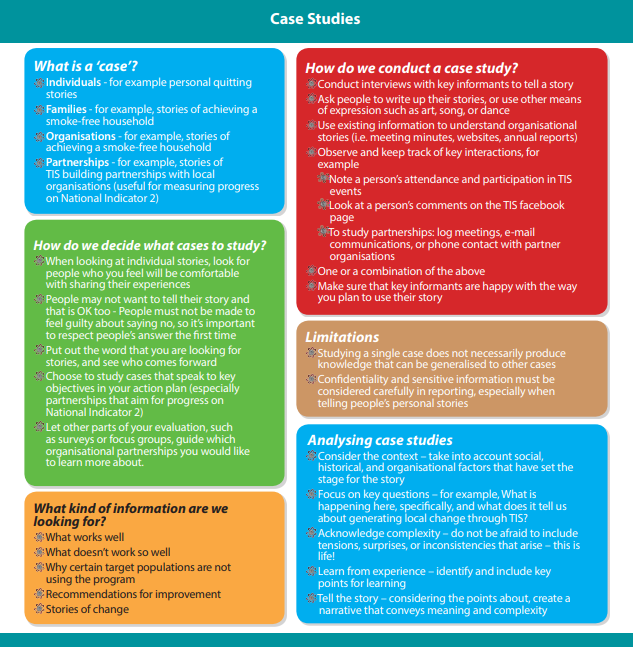 Case Studies
What is a ‘case’?
Individuals - for example personal quitting
stories
Families - for example, stories of achieving a
smoke-free household
Organisations - for example, stories of
achieving a smoke-free household
Partnerships - for example, stories of
TIS building partnerships with local
organisations (useful for measuring progress
on National Indicator 2)
How do we decide what cases to study?
When looking at individual stories, look for
people who you feel will be comfortable
with sharing their experiences
People may not want to tell their story and
that is OK too - People must not be made to
feel guilty about saying no, so it’s important
to respect people’s answer the first time
Put out the word that you are looking for
stories, and see who comes forward
Choose to study cases that speak to key
objectives in your action plan (especially
partnerships that aim for progress on
National Indicator 2)
Let other parts of your evaluation, such
as surveys or focus groups, guide which
organisational partnerships you would like
to learn more about.
What kind of information are we
looking for?
What works well
What doesn’t work so well
Why certain target populations are not
using the program
Recommendations for improvement
Stories of change
How do we conduct a case study?
Conduct interviews with key informants to tell a story
Ask people to write up their stories, or use other means
of expression such as art, song, or dance
Use existing information to understand organisational
stories (i.e. meeting minutes, websites, annual reports)
Observe and keep track of key interactions, for
example
Note a person’s attendance and participation in TIS
events
Look at a person’s comments on the TIS facebook
page
To study partnerships: log meetings, e-mail
communications, or phone contact with partner
organisations
One or a combination of the above
Make sure that key informants are happy with the way
you plan to use their story
Limitations
Studying a single case does not necessarily produce
knowledge that can be generalised to other cases
Confidentiality and sensitive information must be
considered carefully in reporting, especially when
telling people’s personal stories
Analysing case studies
Consider the context – take into account social,
historical, and organisational factors that have set the
stage for the story
Focus on key questions – for example, What is
happening here, specifically, and what does it tell us
about generating local change through TIS?
Acknowledge complexity – do not be afraid to include
tensions, surprises, or inconsistencies that arise – this is
life!
Learn from experience – identify and include key
points for learning
Tell the story – considering the points about, create a
narrative that conveys meaning and complexity